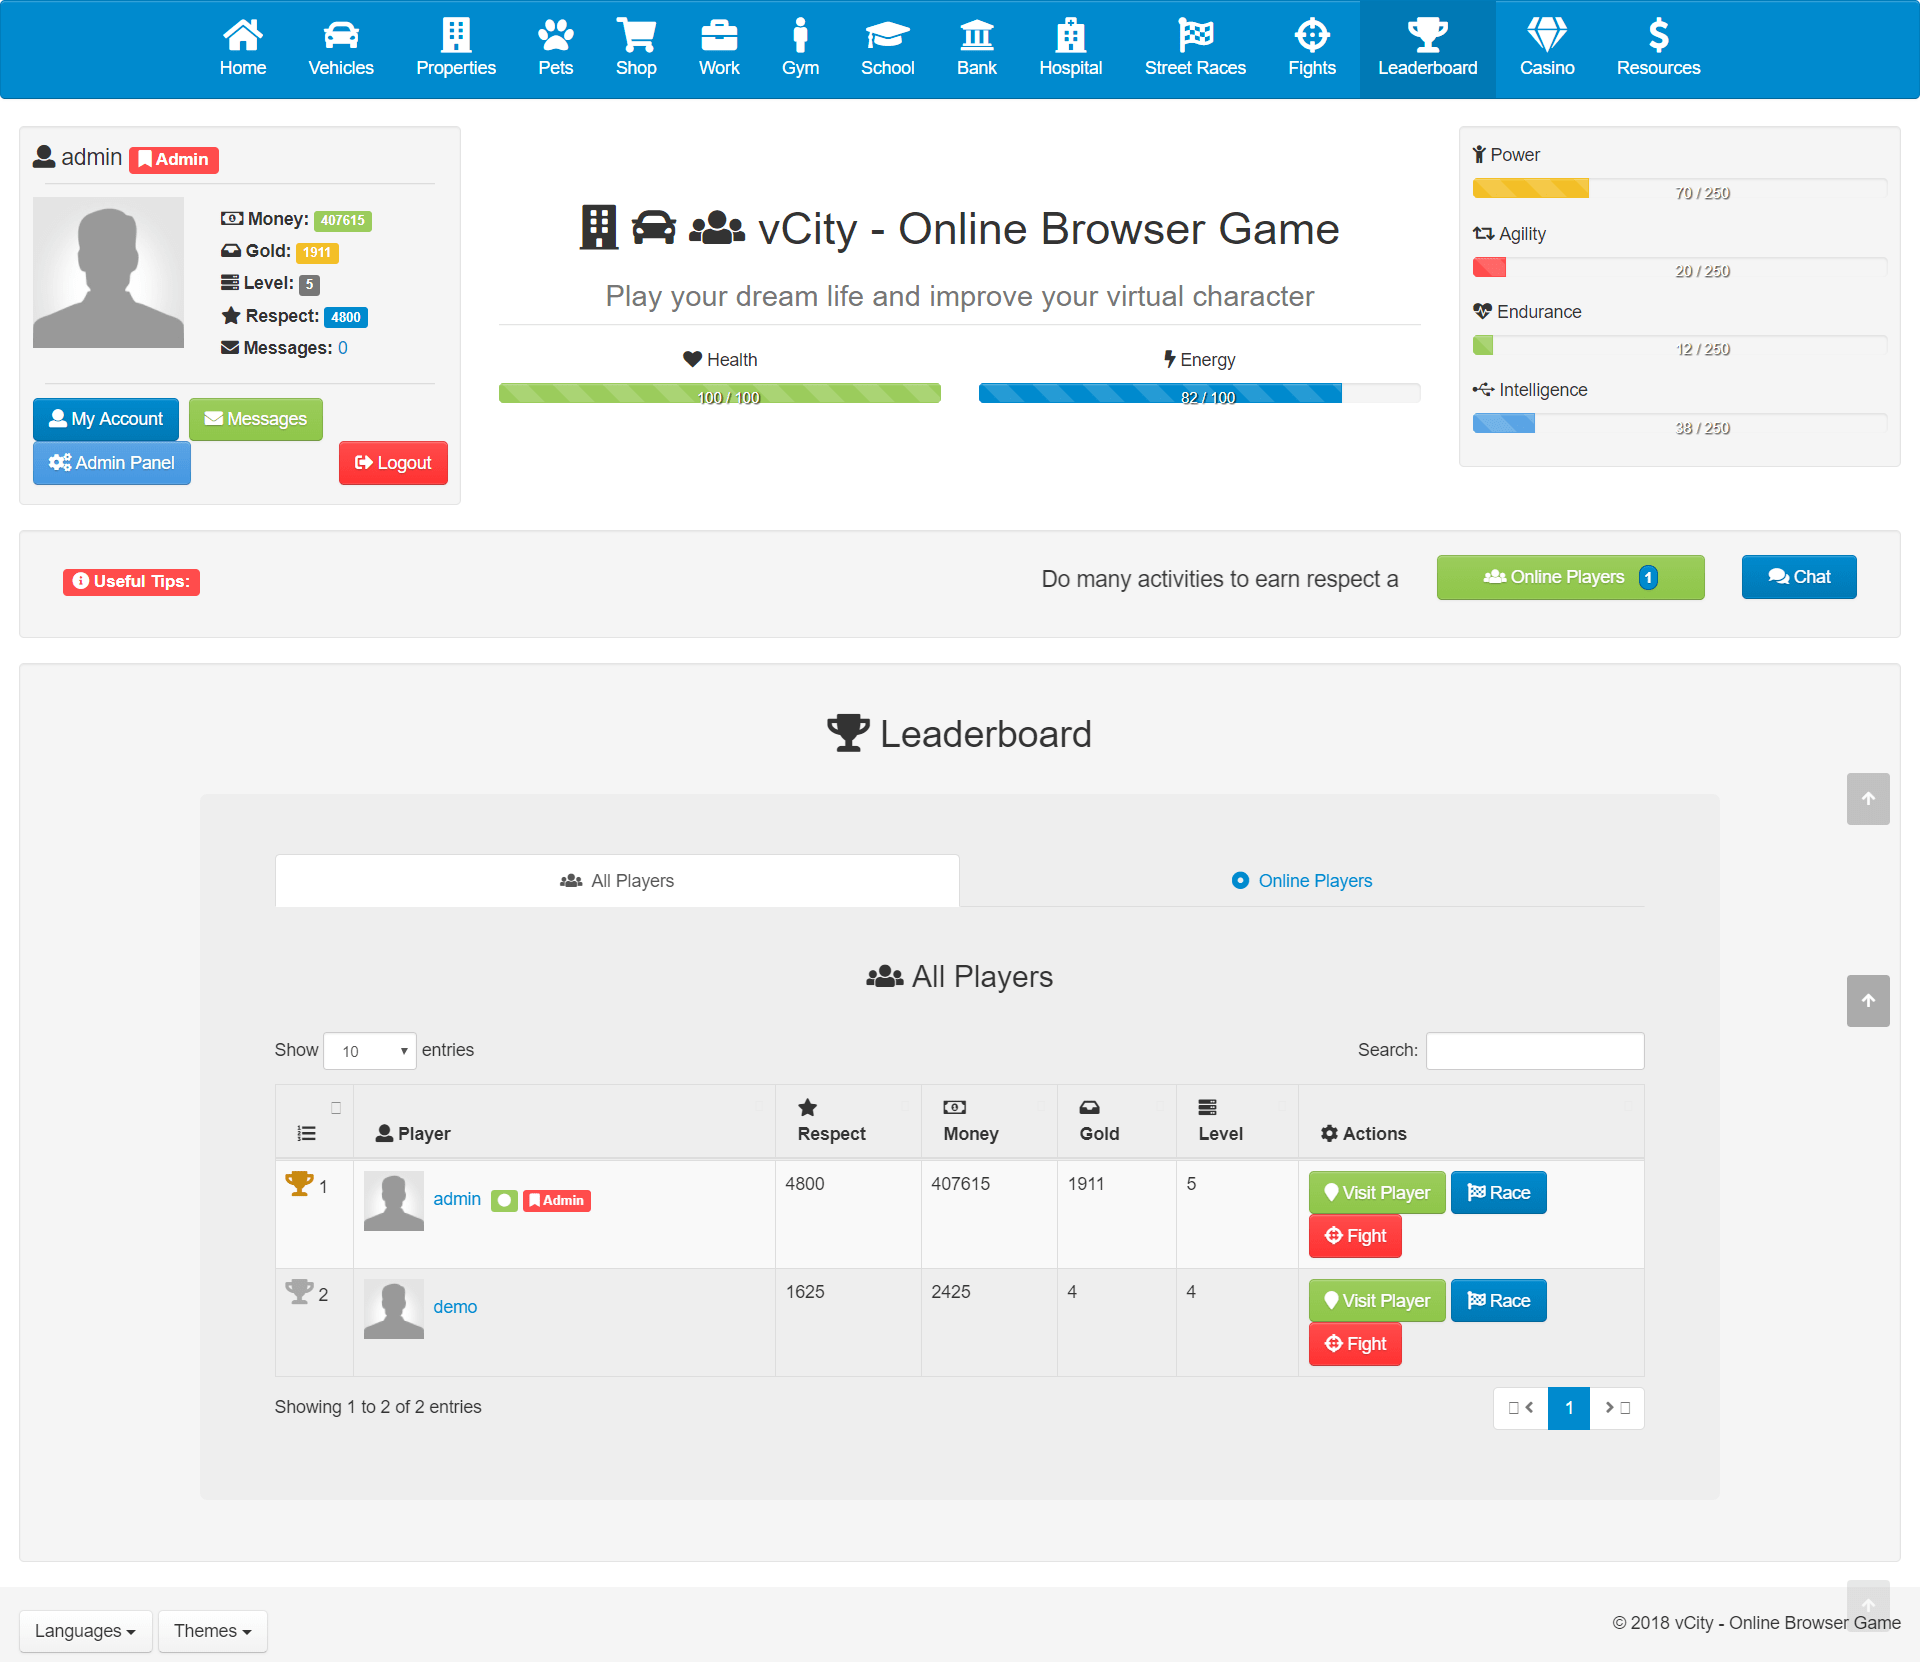 Home Vehicles Properties Pets Shop Work Gym School Bank Hospital Street Races Fights Leaderboard Casino Resources
admin Admin
Money: 407615
Gold: 1911
Level: 5
Respect: 4800
Messages: 0
My Account Messages
Admin Panel Logout
vCity - Online Browser Game
Play your dream life and improve your virtual character
Health Energy
100 / 100 82 / 100
Power
70 / 250
Agility
20 / 250
Endurance
12 / 250
Intelligence
38 / 250
Useful Tips: Do many activities to earn respect a Online Players 1 Chat
Leaderboard
All Players Online Players
All Players
Show 10 entries Search:
Player Respect Money Gold Level Actions
1 admin Admin 4800 407615 1911 5 Visit Player Race
Fight
2 demo 1625 2425 4 4 Visit Player Race
Fight
Showing 1 to 2 of 2 entries 1
Languages Themes © 2018 vCity - Online Browser Game